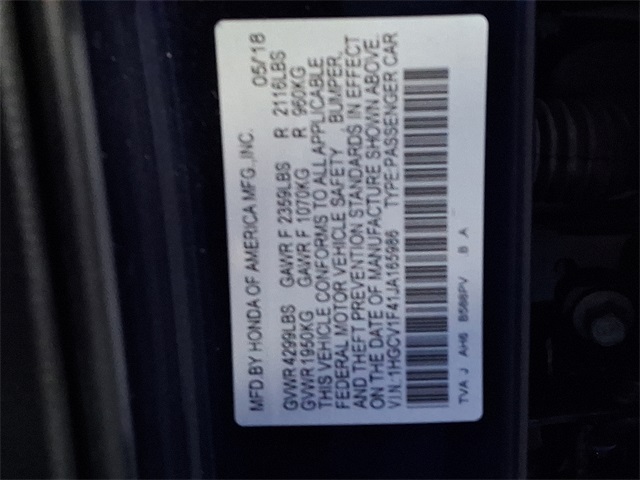 MFD.BY HONDA OF AMERICA MFG.,INC. 05/18
GVWR 4299LBS GAWR F 2359LBS R 2116LBS
GVWR 1950KG GAWR F 1070KG R 960KG
THIS VEHICLE CONFORMS TO ALL APPLICABLE
FEDERAL MOTOR VEHICLE SAFETY BUMPER,
AND THEFT PREVENTION STANDARDS IN EFFECT
ON THE DATE OF MANUFACTURE SHOWN ABOVE.
V.I.N.:1HGCV1F41JA165986 TYPE:PASSENGER CAR
TVA J AH6 B588PV B A